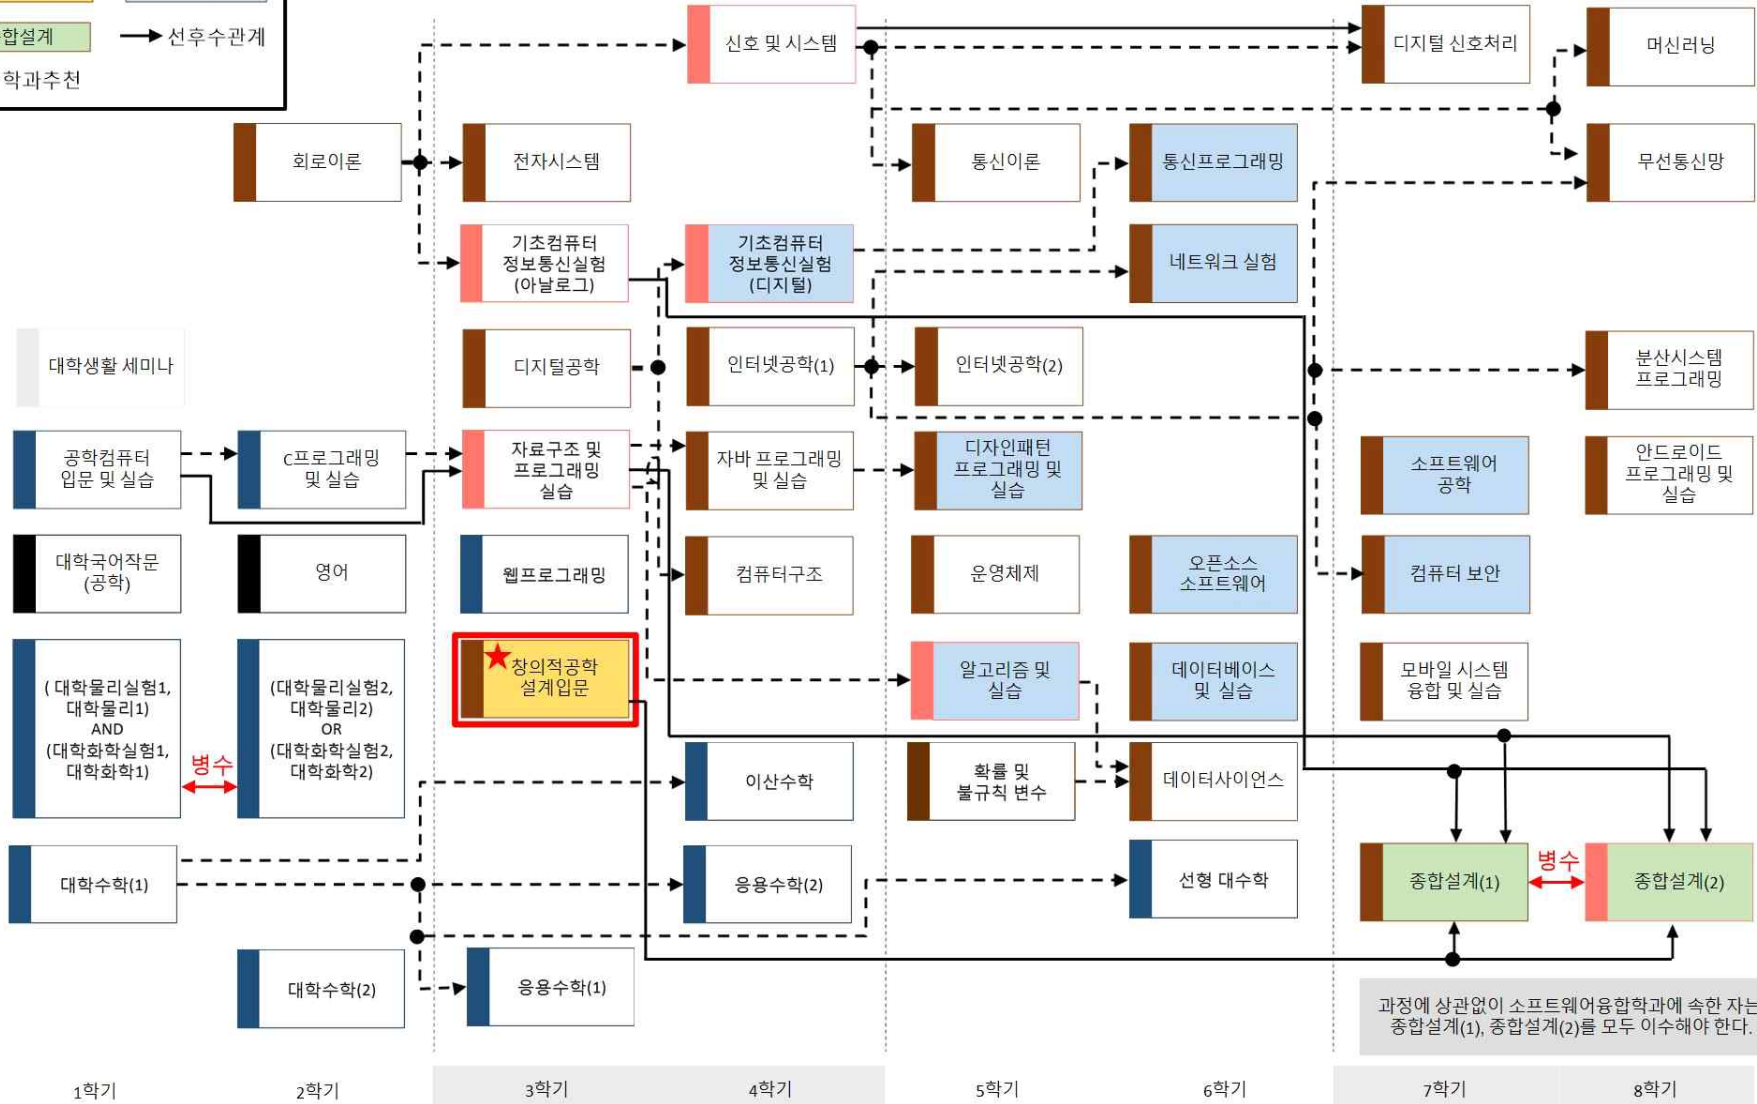 합설계
선후수관계
학과추천
신호 및 시스템
디지털 신호처리
머신러닝
회로이론
전자시스템
통신이론
통신프로그래밍
무선통신망
기초컴퓨터
정보통신실험
(아날로그)
기초컴퓨터
정보통신실험
(디지털)
네트워크 실험
대학생활 세미나
디지털공학
인터넷공학(1)
인터넷공학(2)
분산시스템
프로그래밍
공학컴퓨터
입문 및 실습
C프로그래밍
및 실습
자료구조 및
프로그래밍
실습
자바 프로그래밍
및 실습
디자인패턴
프로그래밍 및
실습
소프트웨어
공학
안드로이드
프로그래밍 및
실습
대학국어작문
(공학)
영어
웹프로그래밍
컴퓨터구조
운영체제
오픈소스
소프트웨어
컴퓨터 보안
( 대학물리실험1,
대학물리1)
AND
(대학화학실험1,
대학화학1)
병수
(대학물리실험2,
대학물리2)
OR
(대학화학실험2,
대학화학2)
창의적공학
설계입문
알고리즘 및
실습
데이터베이스
및 실습
모바일 시스템
융합 및 실습
이산수학
확률 및
불규칙 변수
데이터사이언스
대학수학(1)
응용수학(2)
선형 대수학
종합설계(1)
병수
종합설계(2)
대학수학(2)
응용수학(1)
과정에 상관없이 소프트웨어융합학과에 속한 자는
종합설계(1), 종합설계(2)를 모두 이수해야 한다.
1학기
2학기
3학기
4학기
5학기
6학기
7학기
8학기